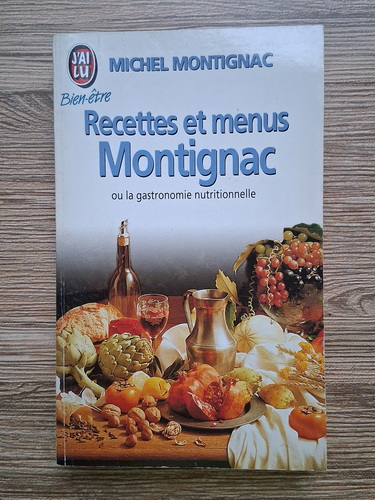 J'AI
LU
MICHEL MONTIGNAC
Bien-être
Recettes et menus
Montignac
ou la gastronomie nutritionnelle